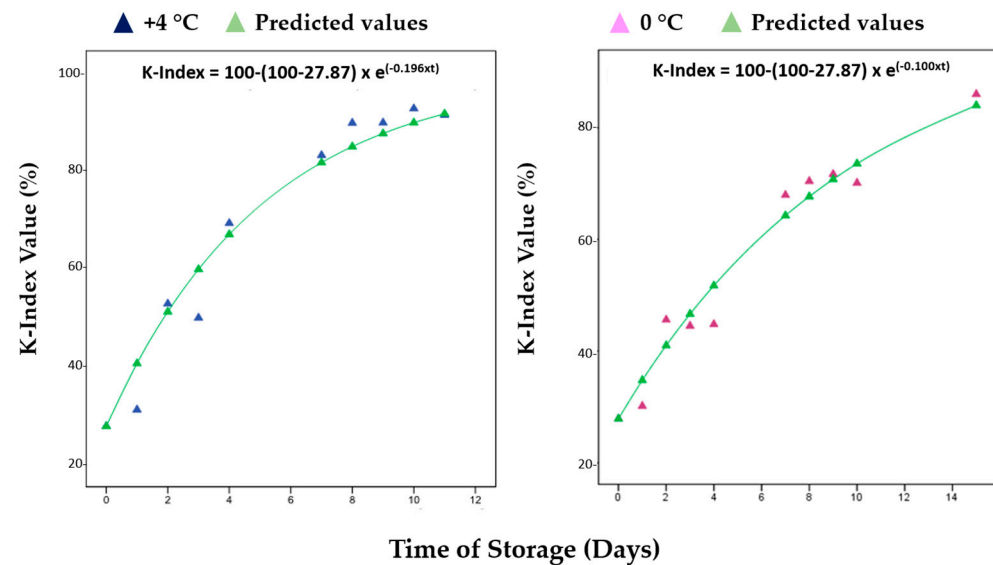 +4 °C Predicted values
0 °C Predicted values
K-Index = 100-(100-27.87) x e(-0.196xt)
K-Index = 100-(100-27.87) x e(-0.100xt)
K-Index Value (%)
100
80
60
40
20
0 2 4 6 8 10 12
K-Index Value (%)
80
60
40
20
0 2 4 6 8 10 12 14
Time of Storage (Days)